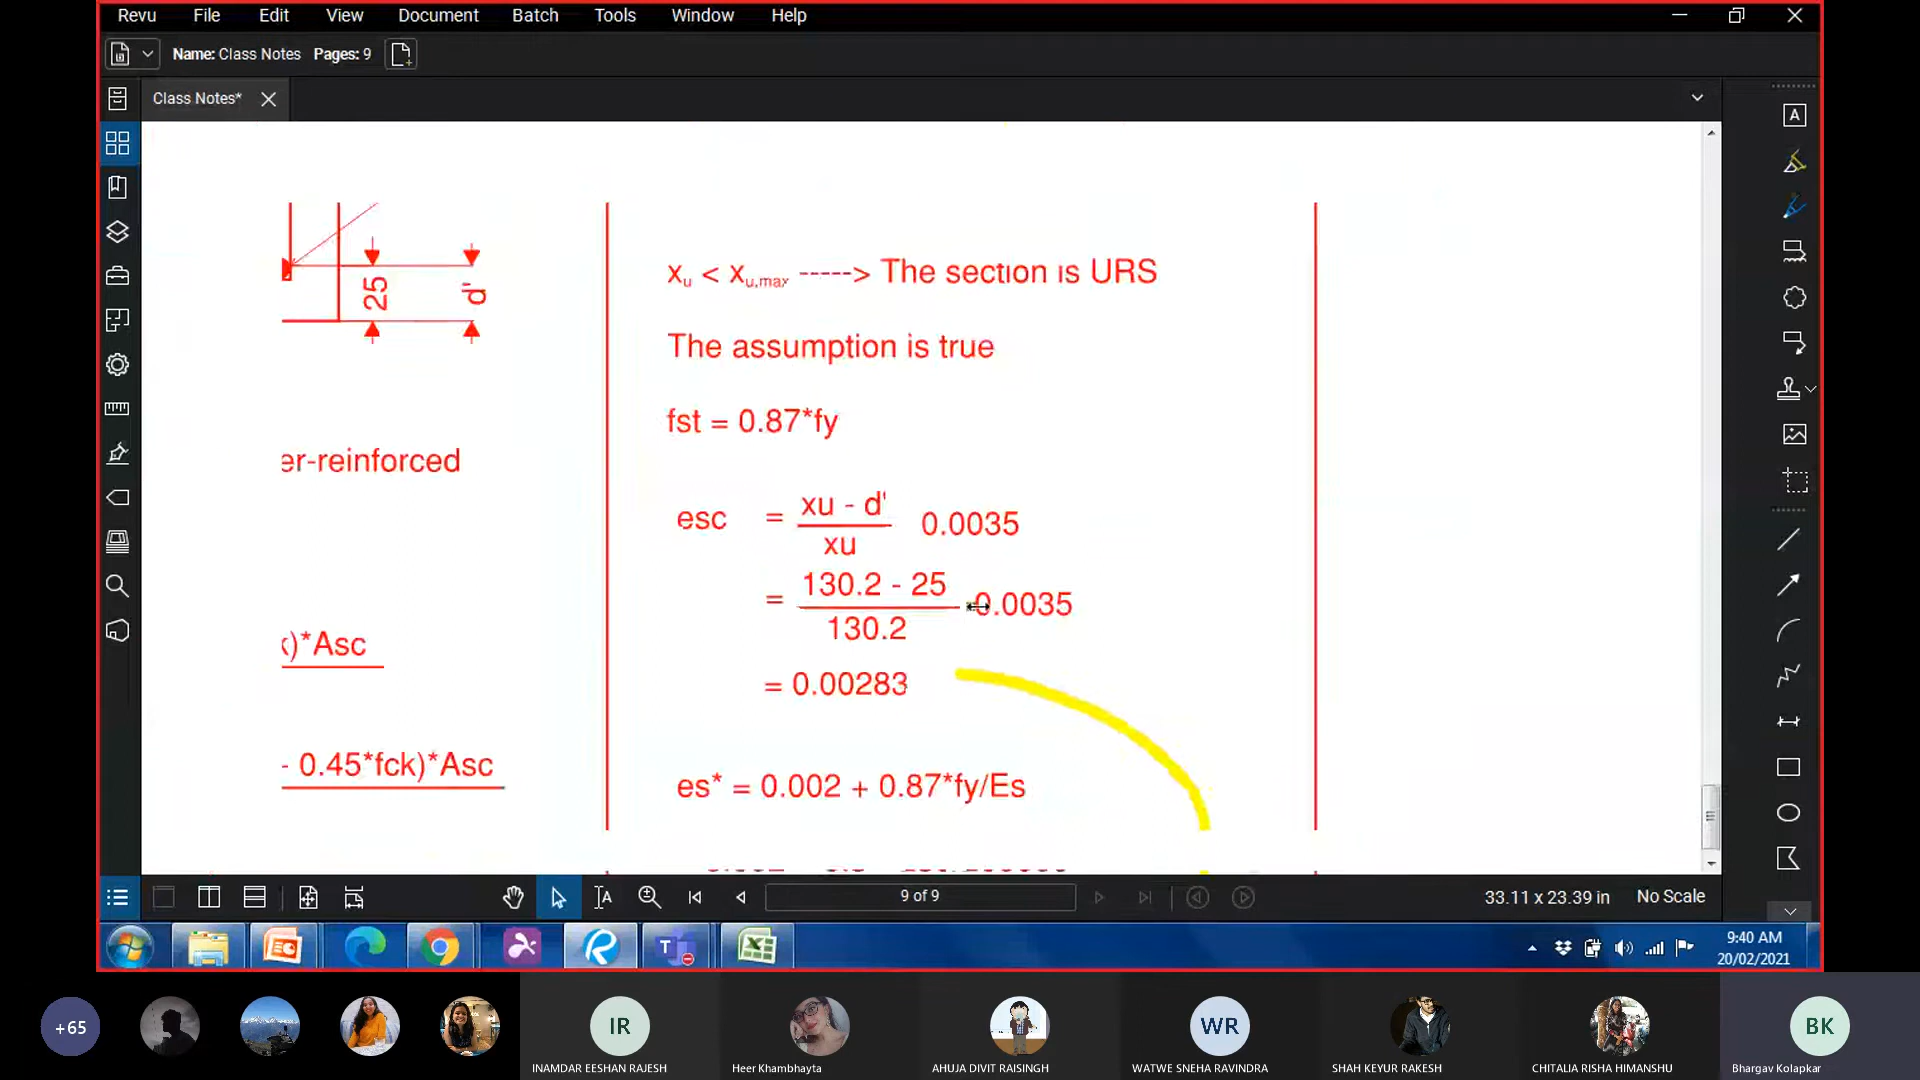 Revu File Edit View Document Batch Tools Window Help
Name: Class Notes Pages: 9
Class Notes*
25
d'
er-reinforced
k)*Asc
- 0.45*fck)*Asc
xu < xu,max -----> The section is URS
The assumption is true
fst = 0.87*fy
esc = xu - d' 0.0035
xu
= 130.2 - 25 0.0035
130.2
= 0.00283
es* = 0.002 + 0.87*fy/Es
9 of 9
33.11 x 23.39 in No Scale
9:40 AM
20/02/2021
+65
IR
WR
BK
INAMDAR EESHAN RAJESH
Heer Khambhayta
AHUJA DIVIT RAISINGH
WATWE SNEHA RAVINDRA
SHAH KEYUR RAKESH
CHITALIA RISHA HIMANSHU
Bhargav Kolapkar